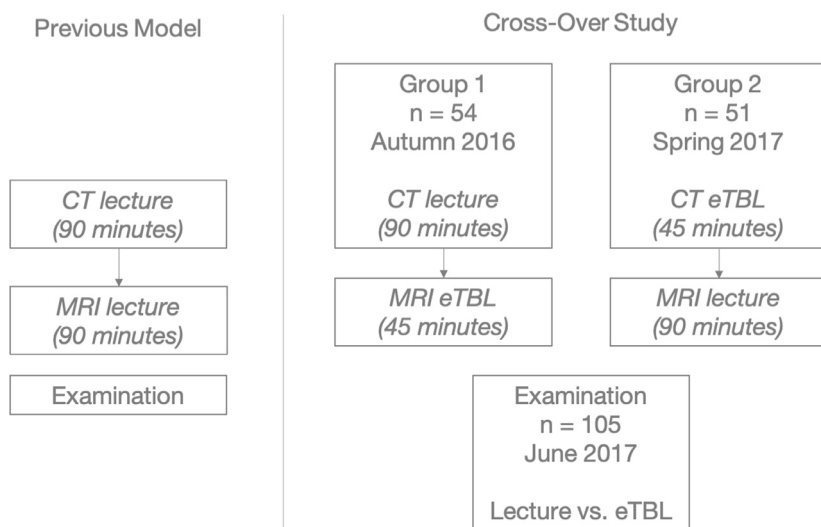 Previous Model
CT lecture
(90 minutes)
MRI lecture
(90 minutes)
Examination
Cross-Over Study
Group 1
n = 54
Autumn 2016
CT lecture
(90 minutes)
MRI eTBL
(45 minutes)
Group 2
n = 51
Spring 2017
CT eTBL
(45 minutes)
MRI lecture
(90 minutes)
Examination
n = 105
June 2017
Lecture vs. eTBL